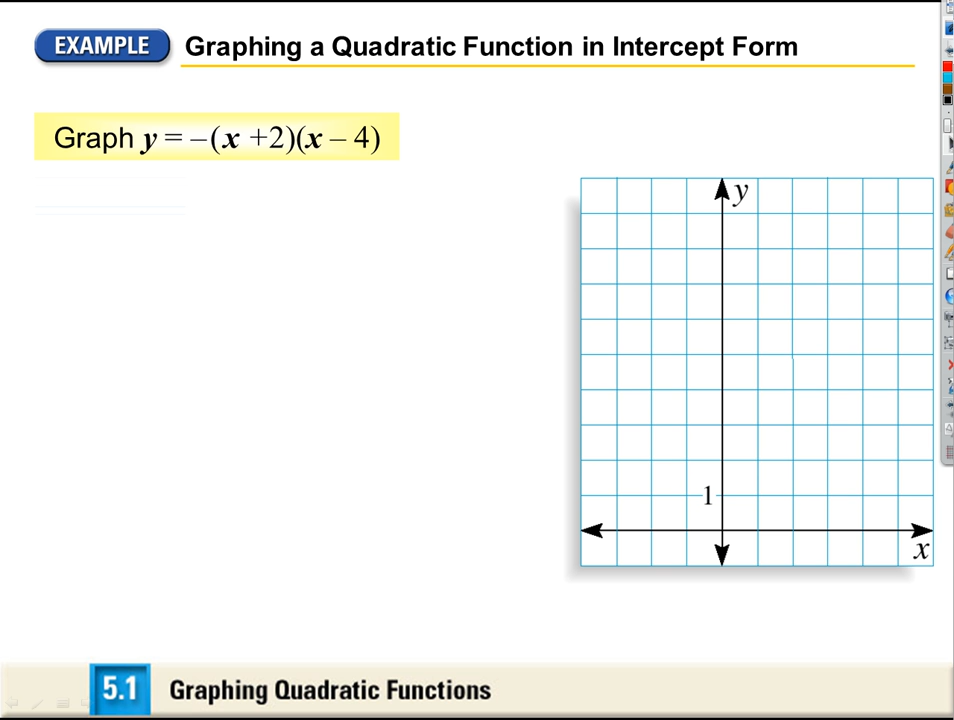 EXAMPLE Graphing a Quadratic Function in Intercept Form
Graph y = –(x +2)(x – 4)
y
1
x
5.1 Graphing Quadratic Functions